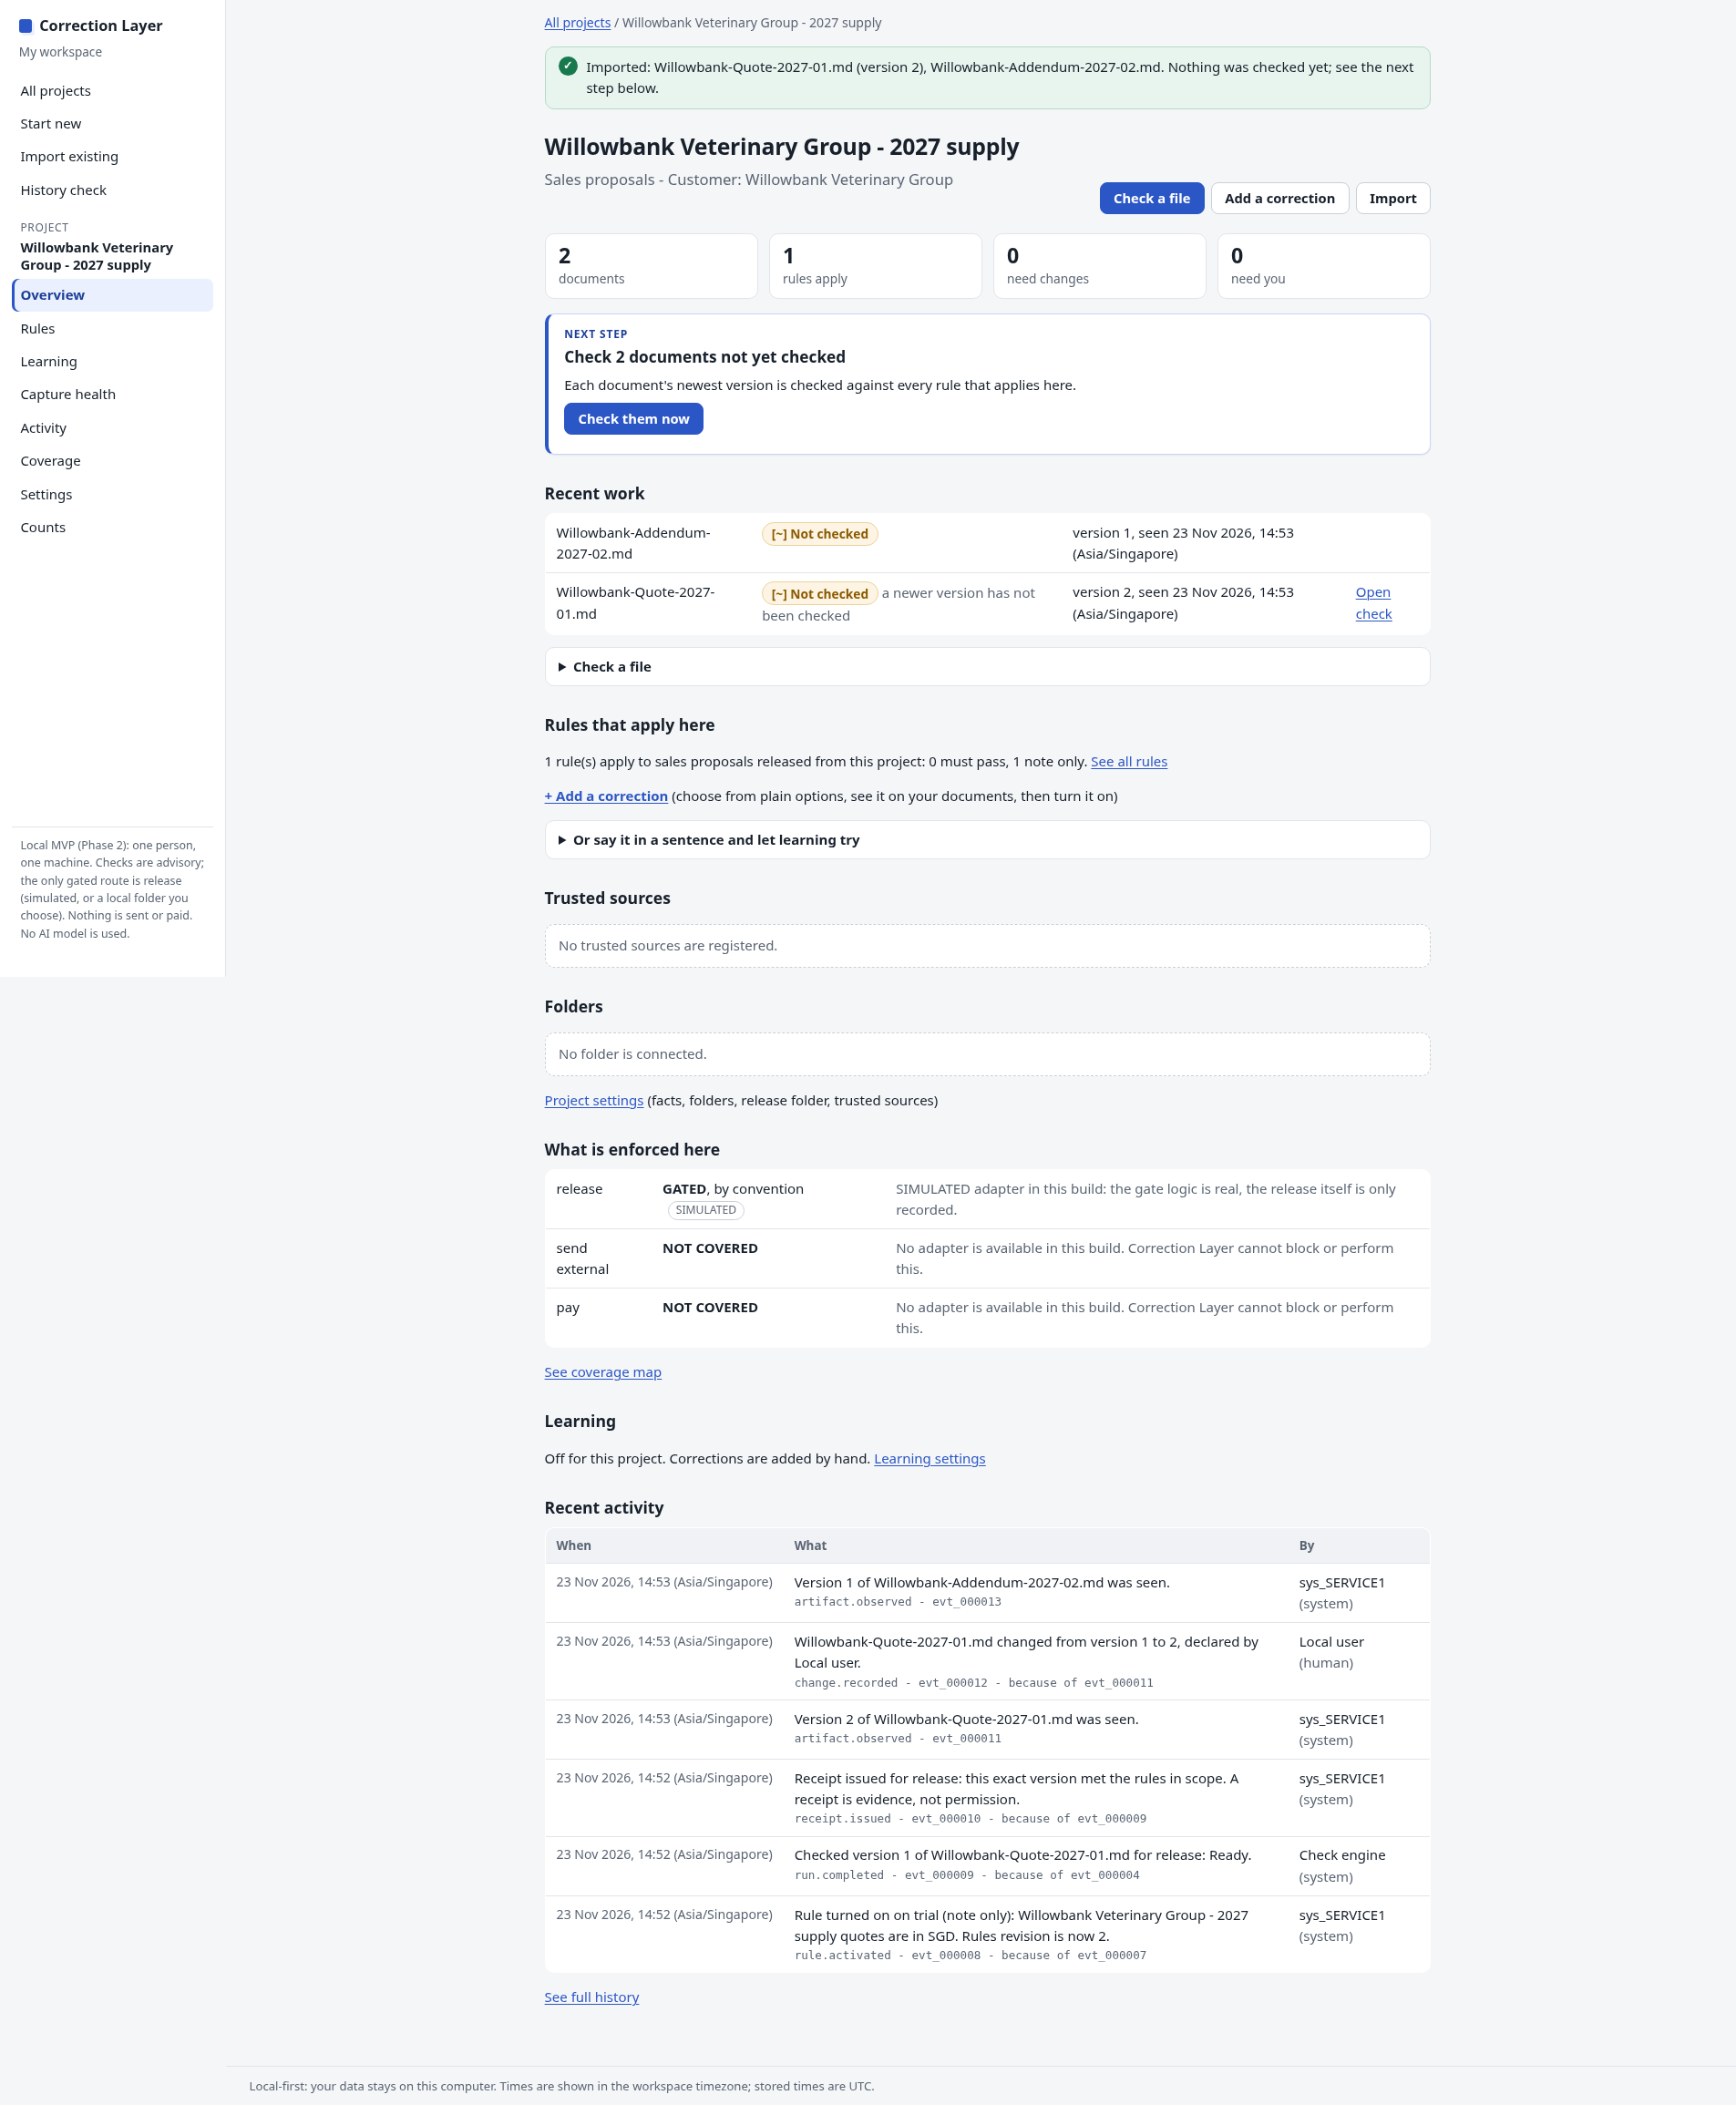 Correction Layer
My workspace
All projects
Start new
Import existing
History check
PROJECT
Willowbank Veterinary
Group - 2027 supply
Overview
Rules
Learning
Capture health
Activity
Coverage
Settings
Counts
Local MVP (Phase 2): one person,
one machine. Checks are advisory;
the only gated route is release
(simulated, or a local folder you
choose). Nothing is sent or paid.
No AI model is used.
All projects / Willowbank Veterinary Group - 2027 supply
✓ Imported: Willowbank-Quote-2027-01.md (version 2), Willowbank-Addendum-2027-02.md. Nothing was checked yet; see the next
step below.
Willowbank Veterinary Group - 2027 supply
Sales proposals - Customer: Willowbank Veterinary Group
Check a file Add a correction Import
2
documents
1
rules apply
0
need changes
0
need you
NEXT STEP
Check 2 documents not yet checked
Each document's newest version is checked against every rule that applies here.
Check them now
Recent work
Willowbank-Addendum- [~] Not checked version 1, seen 23 Nov 2026, 14:53
2027-02.md (Asia/Singapore)
Willowbank-Quote-2027- [~] Not checked a newer version has not version 2, seen 23 Nov 2026, 14:53 Open
01.md been checked (Asia/Singapore) check
▶ Check a file
Rules that apply here
1 rule(s) apply to sales proposals released from this project: 0 must pass, 1 note only. See all rules
+ Add a correction (choose from plain options, see it on your documents, then turn it on)
▶ Or say it in a sentence and let learning try
Trusted sources
No trusted sources are registered.
Folders
No folder is connected.
Project settings (facts, folders, release folder, trusted sources)
What is enforced here
release GATED, by convention SIMULATED adapter in this build: the gate logic is real, the release itself is only
SIMULATED recorded.
send NOT COVERED No adapter is available in this build. Correction Layer cannot block or perform
external this.
pay NOT COVERED No adapter is available in this build. Correction Layer cannot block or perform
this.
See coverage map
Learning
Off for this project. Corrections are added by hand. Learning settings
Recent activity
When What By
23 Nov 2026, 14:53 (Asia/Singapore) Version 1 of Willowbank-Addendum-2027-02.md was seen. sys_SERVICE1
artifact.observed - evt_000013 (system)
23 Nov 2026, 14:53 (Asia/Singapore) Willowbank-Quote-2027-01.md changed from version 1 to 2, declared by Local user
Local user. (human)
change.recorded - evt_000012 - because of evt_000011
23 Nov 2026, 14:53 (Asia/Singapore) Version 2 of Willowbank-Quote-2027-01.md was seen. sys_SERVICE1
artifact.observed - evt_000011 (system)
23 Nov 2026, 14:52 (Asia/Singapore) Receipt issued for release: this exact version met the rules in scope. A sys_SERVICE1
receipt is evidence, not permission. (system)
receipt.issued - evt_000010 - because of evt_000009
23 Nov 2026, 14:52 (Asia/Singapore) Checked version 1 of Willowbank-Quote-2027-01.md for release: Ready. Check engine
run.completed - evt_000009 - because of evt_000004 (system)
23 Nov 2026, 14:52 (Asia/Singapore) Rule turned on on trial (note only): Willowbank Veterinary Group - 2027 sys_SERVICE1
supply quotes are in SGD. Rules revision is now 2. (system)
rule.activated - evt_000008 - because of evt_000007
See full history
Local-first: your data stays on this computer. Times are shown in the workspace timezone; stored times are UTC.